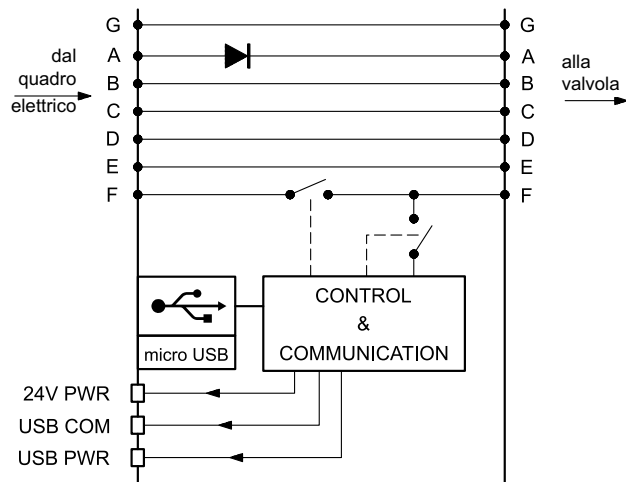 G G
dal A A alla
quadro B B valvola
elettrico C C
D D
E E
F F
CONTROL
&
COMMUNICATION
micro USB
24V PWR
USB COM
USB PWR